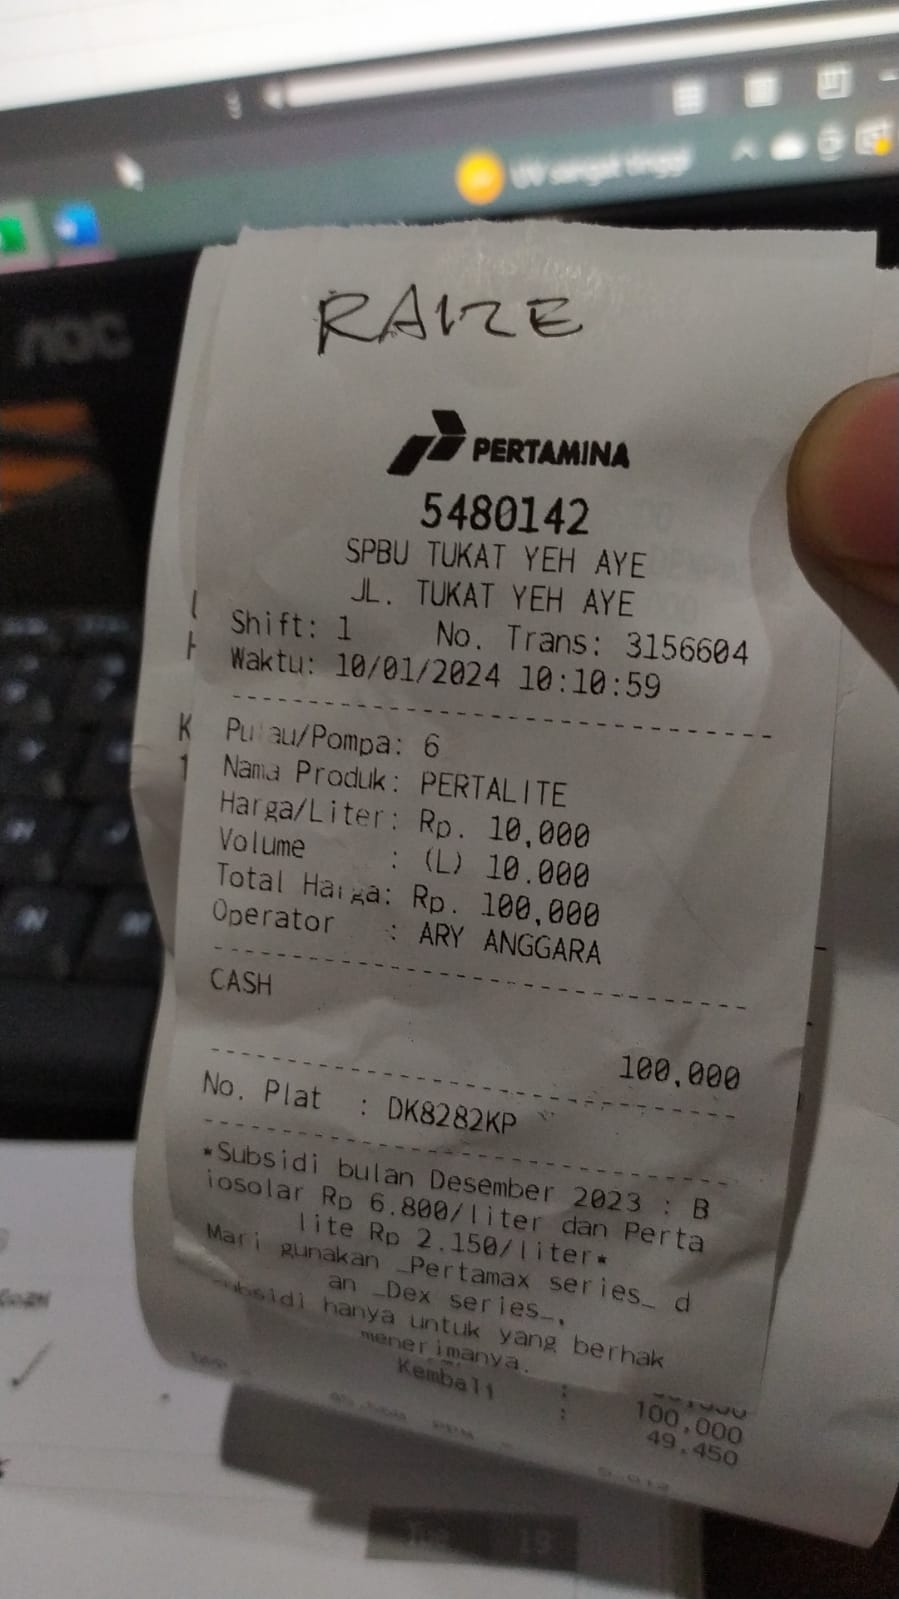 UV sangat tinggi
noc
RAIZE
PERTAMINA
5480142
SPBU TUKAT YEH AYE
JL. TUKAT YEH AYE
Shift: 1 No. Trans: 3156604
Waktu: 10/01/2024 10:10:59
Pulau/Pompa: 6
Nama Produk: PERTALITE
Harga/Liter: Rp. 10,000
Volume : (L) 10.000
Total Harga: Rp. 100,000
Operator : ARY ANGGARA
CASH
100,000
No. Plat : DK8282KP
*Subsidi bulan Desember 2023 : B
iosolar Rp 6.800/liter dan Perta
lite Rp 2.150/liter*
Mari gunakan _Pertamax series_ d
an _Dex series_,
Subsidi hanya untuk yang berhak
menerimanya.
Kembali : 100,000
: 49.450
Tue 19